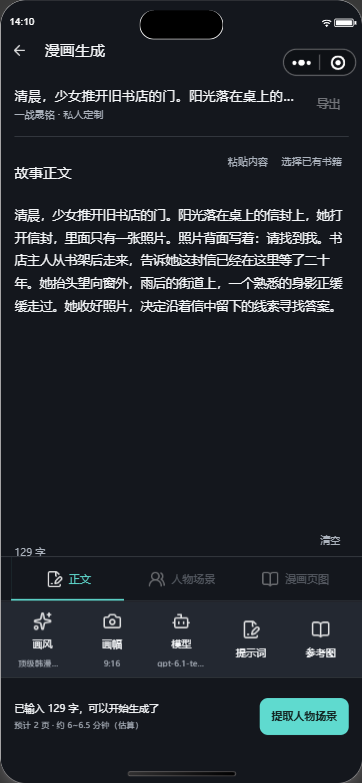 14:10
漫画生成
清晨，少女推开旧书店的门。阳光落在桌上的...
导出
一战晟铭 · 私人定制
粘贴内容 选择已有书籍
故事正文
清晨，少女推开旧书店的门。阳光落在桌上的信封上，她打
开信封，里面只有一张照片。照片背面写着：请找到我。书
店主人从书架后走来，告诉她这封信已经在这里等了二十
年。她抬头望向窗外，雨后的街道上，一个熟悉的身影正缓
缓走过。她收好照片，决定沿着信中留下的线索寻找答案。
清空
129 字
正文 人物场景 漫画页图
画风 画幅 模型 提示词 参考图
顶级韩漫... 9:16 gpt-6.1-te...
已输入 129 字，可以开始生成了
预计 2 页 · 约 6–6.5 分钟（估算）
提取人物场景